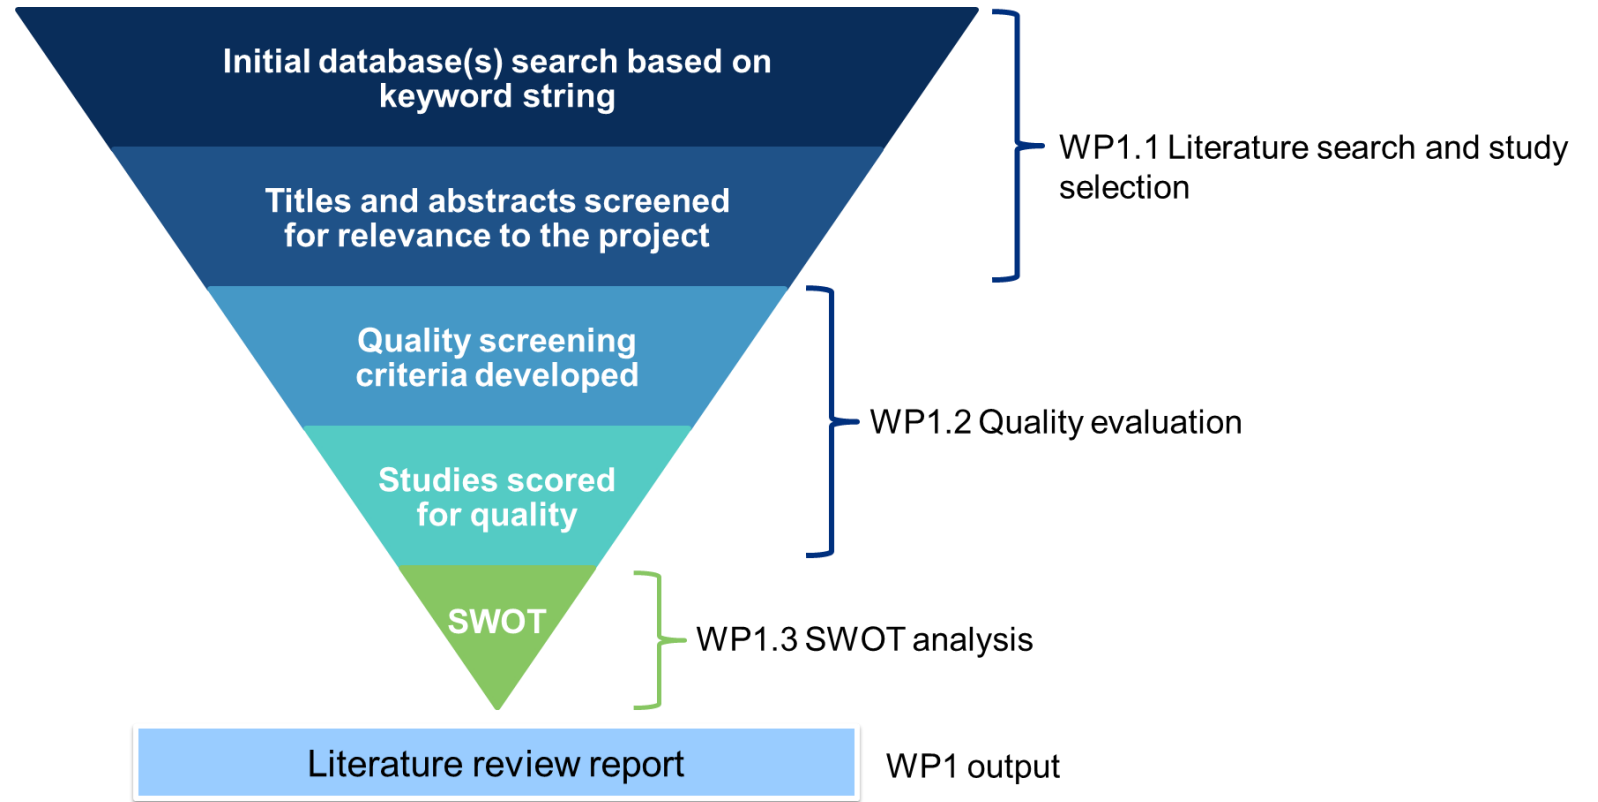 Initial database(s) search based on
keyword string
WP1.1 Literature search and study
selection
Titles and abstracts screened
for relevance to the project
Quality screening
criteria developed
WP1.2 Quality evaluation
Studies scored
for quality
SWOT
WP1.3 SWOT analysis
Literature review report
WP1 output